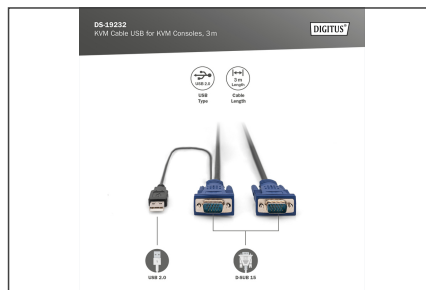 DS-19232
KVM Cable USB for KVM Consoles, 3 m
DIGITUS®
USB 2.0
3 m
Length
USB
Type
Cable
Length
USB 2.0
D-SUB 15